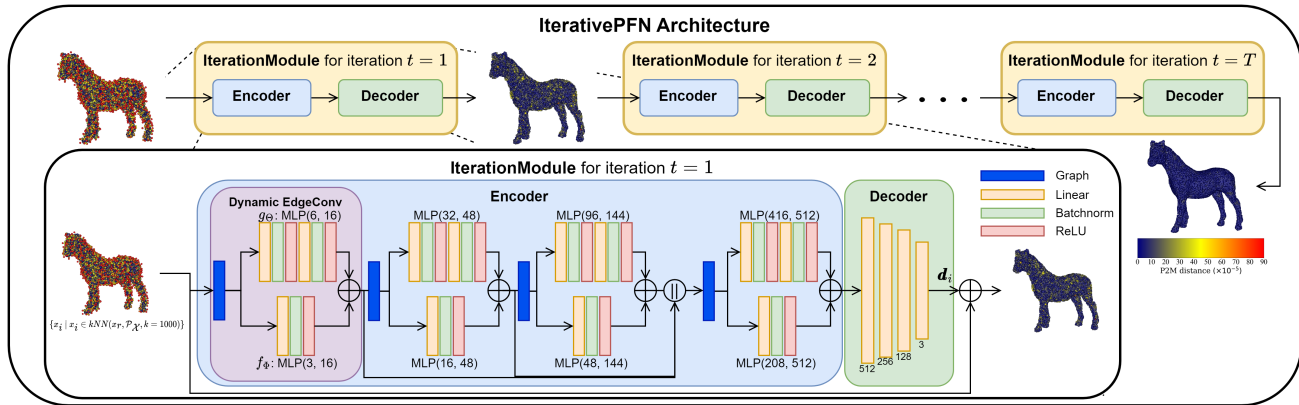 IterativePFN Architecture
IterationModule for iteration t = 1
Encoder
Decoder
IterationModule for iteration t = 2
Encoder
Decoder
. . .
IterationModule for iteration t = T
Encoder
Decoder
IterationModule for iteration t = 1
Encoder
Decoder
Dynamic EdgeConv
g_Θ: MLP(6, 16)
MLP(32, 48)
MLP(96, 144)
MLP(416, 512)
f_Φ: MLP(3, 16)
MLP(16, 48)
MLP(48, 144)
MLP(208, 512)
||
512
256
128
3
d_i
Graph
Linear
Batchnorm
ReLU
{x_i | x_i ∈ kNN(x_r, P_X, k = 1000)}
0 10 20 30 40 50 60 70 80 90
P2M distance (×10⁻⁵)